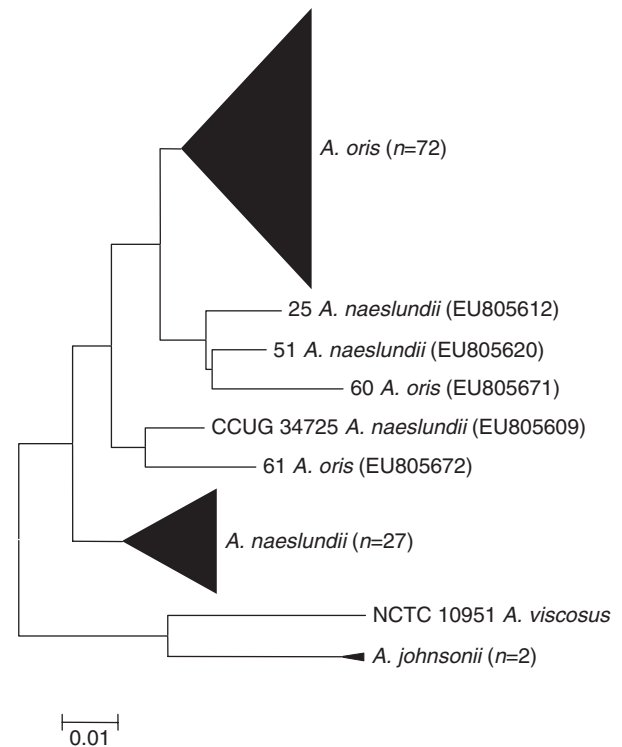 A. oris (n=72)
25 A. naeslundii (EU805612)
51 A. naeslundii (EU805620)
60 A. oris (EU805671)
CCUG 34725 A. naeslundii (EU805609)
61 A. oris (EU805672)
A. naeslundii (n=27)
NCTC 10951 A. viscosus
A. johnsonii (n=2)
0.01